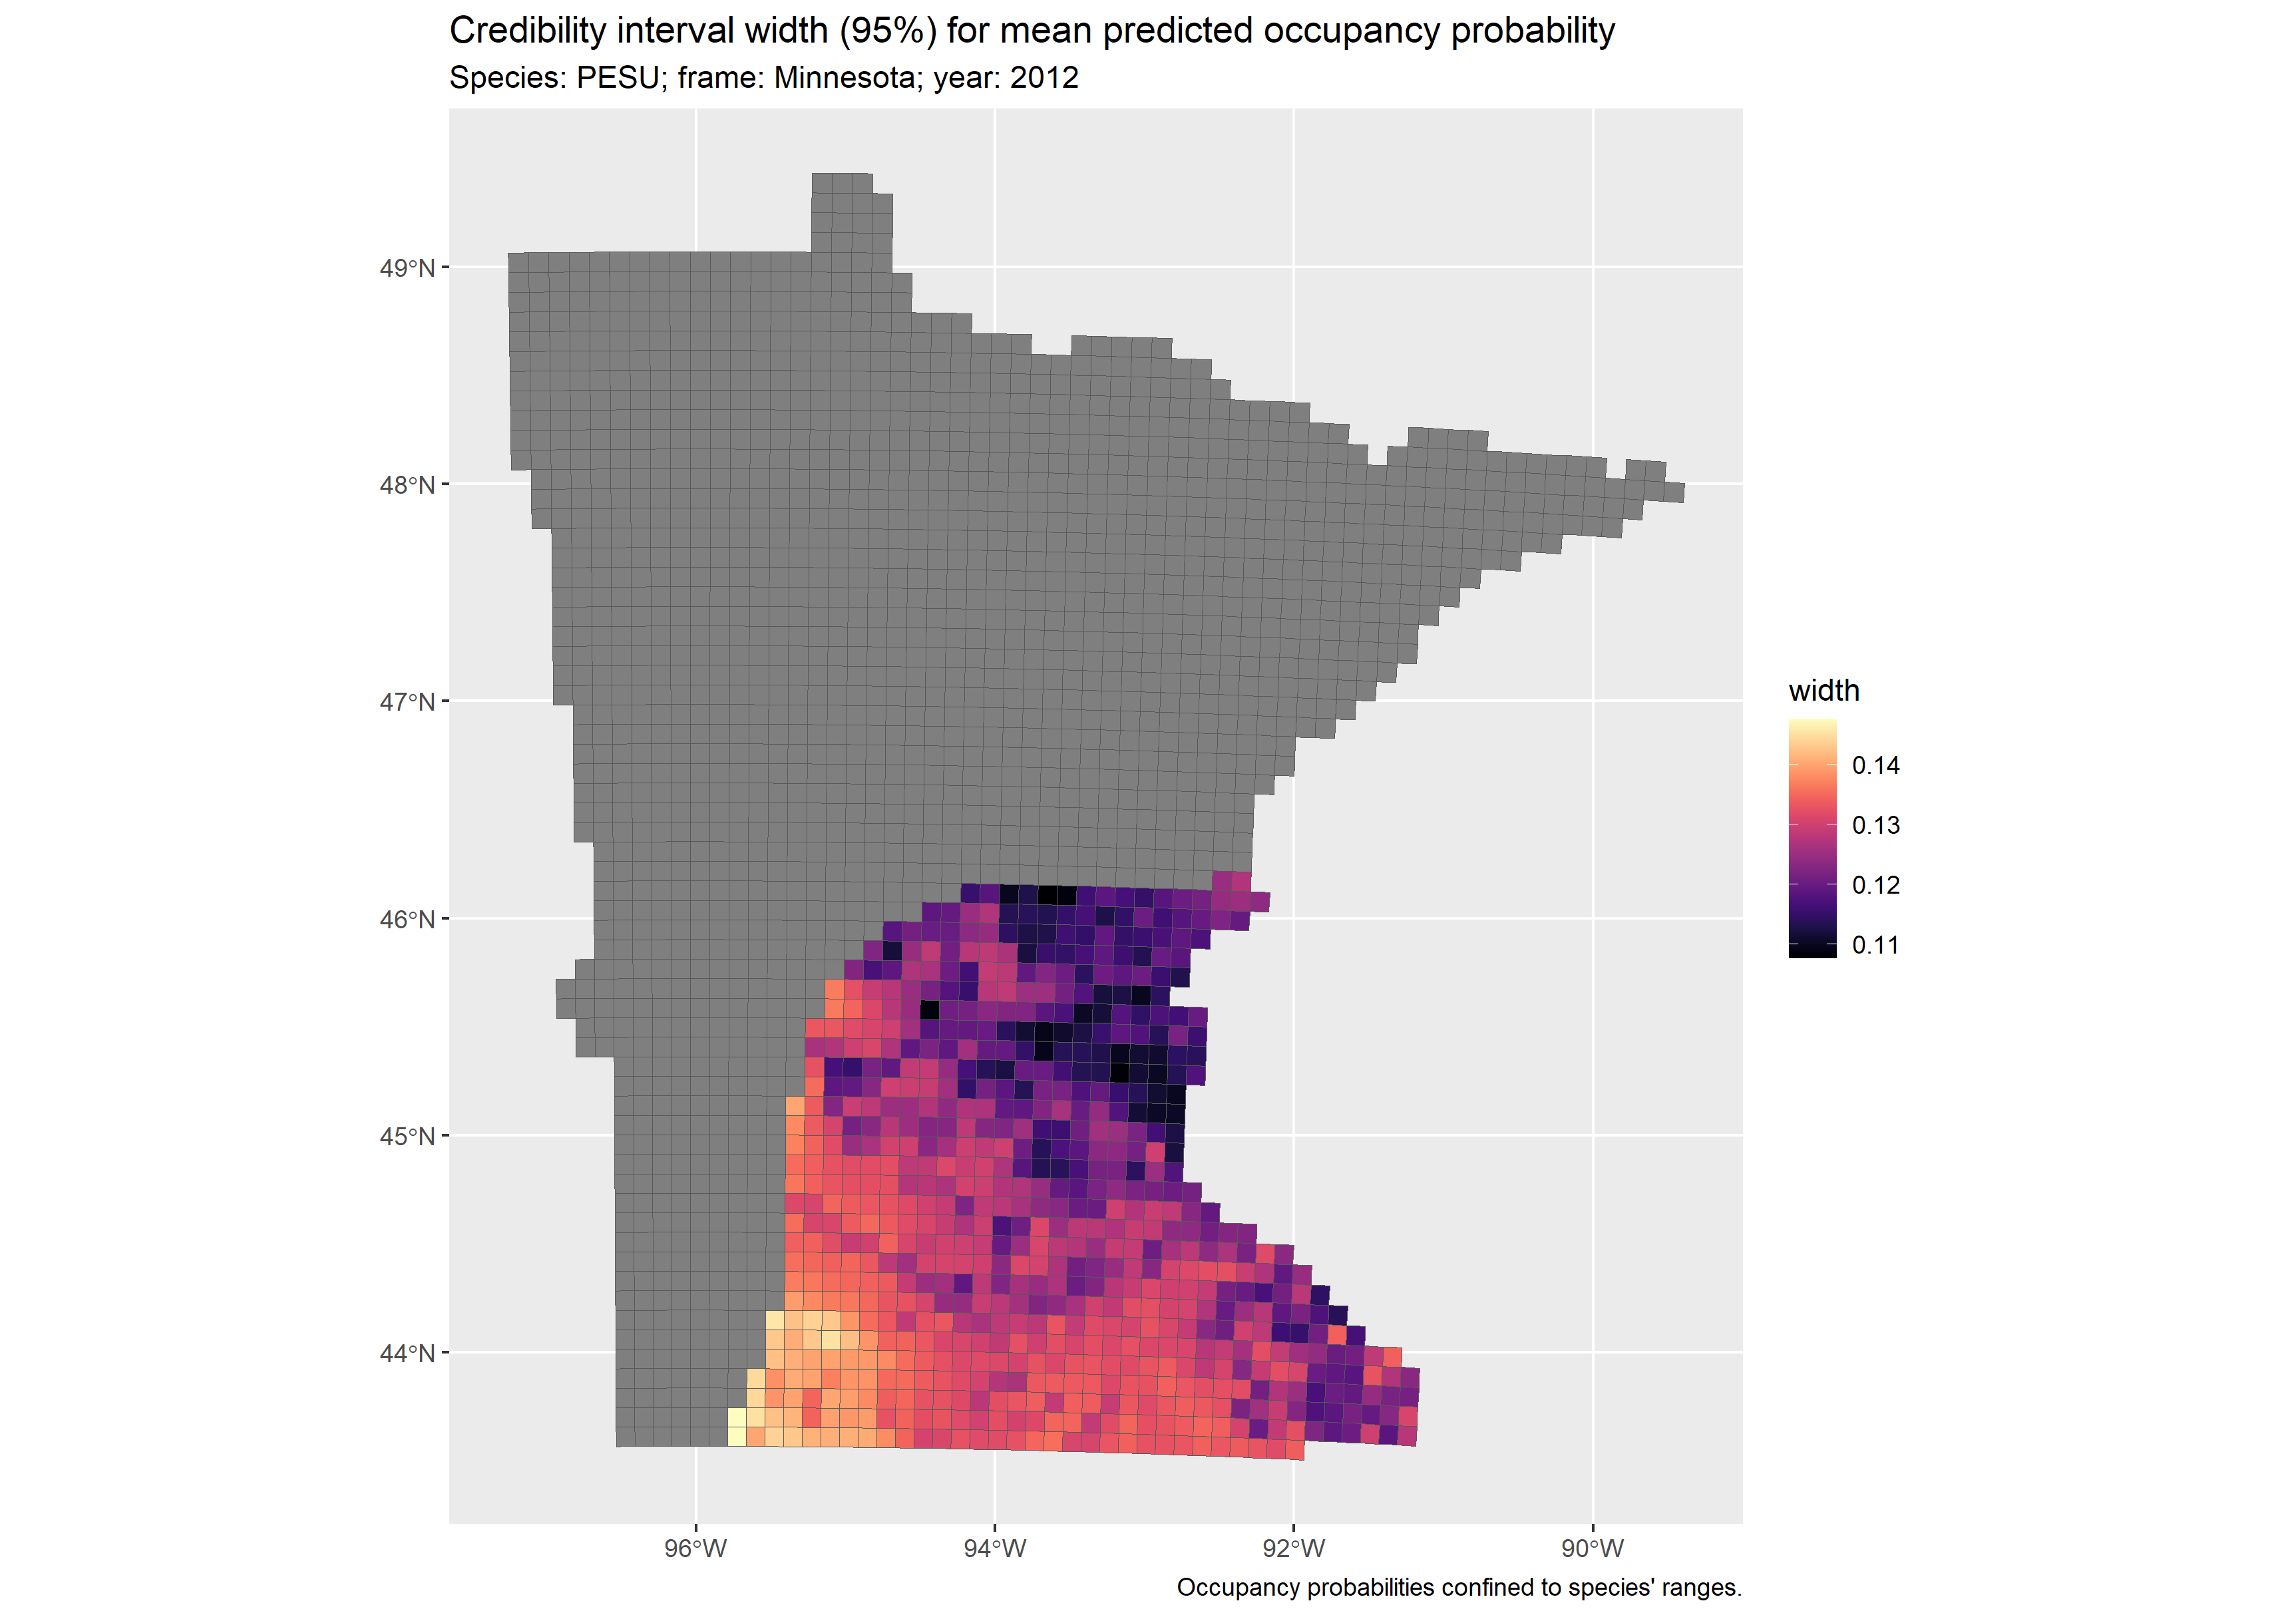 Credibility interval width (95%) for mean predicted occupancy probability
Species: PESU; frame: Minnesota; year: 2012
49°N
48°N
47°N
46°N
45°N
44°N
96°W
94°W
92°W
90°W
width
0.14
0.13
0.12
0.11
Occupancy probabilities confined to species' ranges.